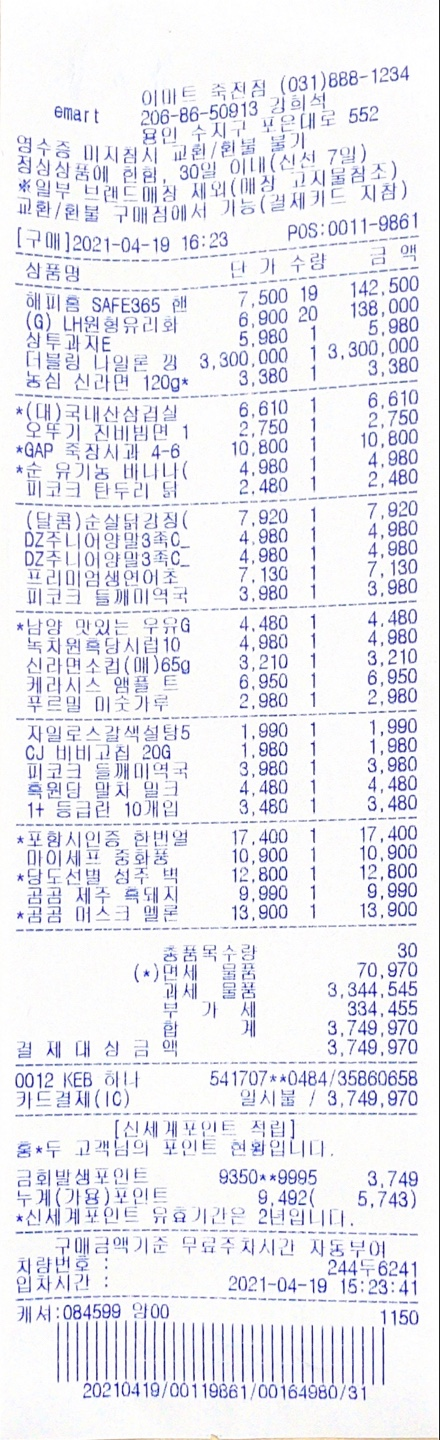 이마트 죽전점 (031)888-1234
emart 206-86-50913 강희석
용인 수지구 포은대로 552
영수증 미지참시 교환/환불 불가
정상상품에 한함, 30일 이내(신선 7일)
※일부 브랜드매장 제외(매장 고지물참조)
교환/환불 구매점에서 가능(결제카드 지참)
[구매]2021-04-19 16:23 POS:0011-9861
상품명 단가 수량 금액
해피홈 SAFE365 핸 7,500 19 142,500
(G) LH원형유리화 6,900 20 138,000
상투과자E 5,980 1 5,980
더블링 나일론 깅 3,300,000 1 3,300,000
농심 신라면 120g* 3,380 1 3,380
*(대)국내산삼겹실 6,610 1 6,610
오뚜기 진비빔면 1 2,750 1 2,750
*GAP 죽장사과 4-6 10,800 1 10,800
*순 유기농 바나나( 4,980 1 4,980
피코크 탄두리 닭 2,480 1 2,480
(달콤)순살닭강정( 7,920 1 7,920
DZ주니어양말3족C_ 4,980 1 4,980
DZ주니어양말3족C_ 4,980 1 4,980
프리미엄생연어초 7,130 1 7,130
피코크 들깨미역국 3,980 1 3,980
*남양 맛있는 우유G 4,480 1 4,480
녹차원흑당시럽10 4,980 1 4,980
신라면소컵(매)65g 3,210 1 3,210
케라시스 앰플 트 6,950 1 6,950
푸르밀 미숫가루 2,980 1 2,980
자일로스갈색설탕5 1,990 1 1,990
CJ 비비고칩 20G 1,980 1 1,980
피코크 들깨미역국 3,980 1 3,980
흑원당 말차 밀크 4,480 1 4,480
1+ 등급란 10개입 3,480 1 3,480
*포항시인증 한번얼 17,400 1 17,400
마이셰프 중화풍 10,900 1 10,900
*당도선별 성주 벅 12,800 1 12,800
곰곰 제주 흑돼지 9,990 1 9,990
*곰곰 머스크 멜론 13,900 1 13,900
총품목수량 30
(*)면세 물품 70,970
과세 물품 3,344,545
부가세 334,455
합계 3,749,970
결제대상금액 3,749,970
0012 KEB 하나 541707**0484/35860658
카드결제(IC) 일시불 / 3,749,970
[신세계포인트 적립]
홍*두 고객님의 포인트 현황입니다.
금회발생포인트 9350**9995 3,749
누계(가용)포인트 9,492( 5,743)
*신세계포인트 유효기간은 2년입니다.
구매금액기준 무료주차시간 자동부여
차량번호 : 244두6241
입차시간 : 2021-04-19 15:23:41
캐셔:084599 양00 1150
20210419/00119861/00164980/31